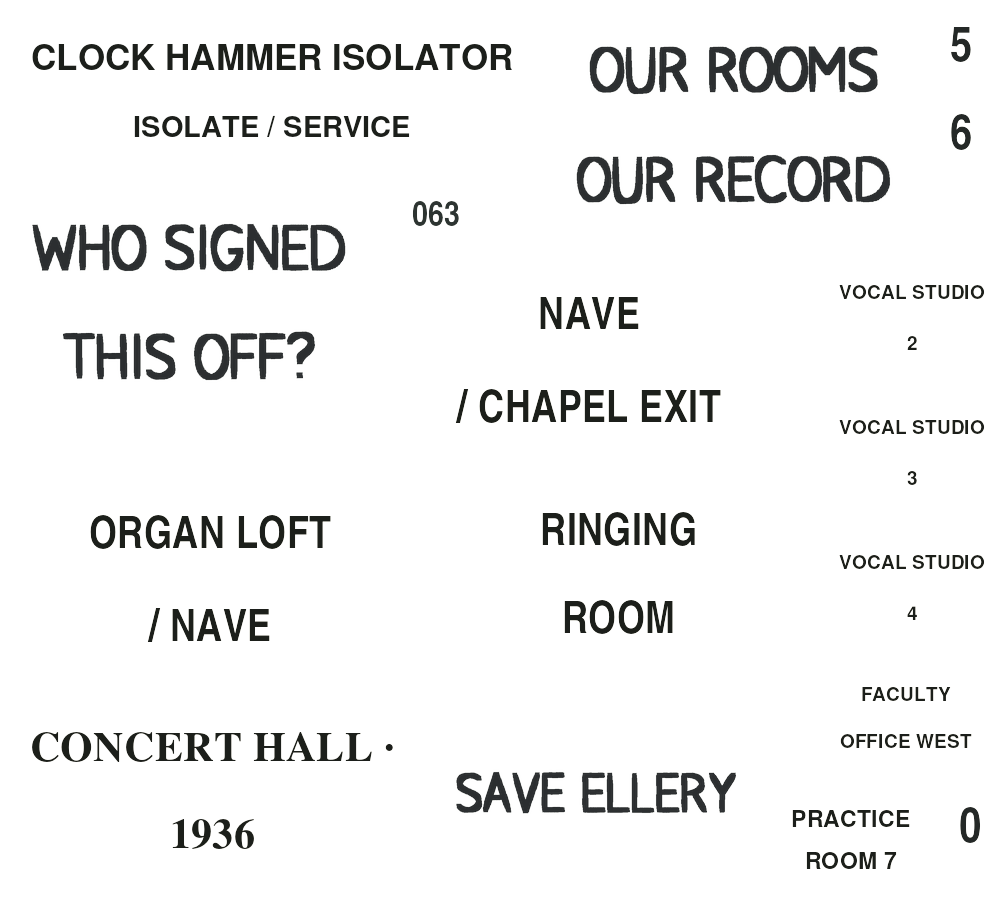 CLOCK HAMMER ISOLATOR
ISOLATE / SERVICE
OUR ROOMS
OUR RECORD
5
6
063
WHO SIGNED
THIS OFF?
NAVE
/ CHAPEL EXIT
VOCAL STUDIO
2
VOCAL STUDIO
3
VOCAL STUDIO
4
ORGAN LOFT
/ NAVE
RINGING
ROOM
FACULTY
OFFICE WEST
CONCERT HALL ·
1936
SAVE ELLERY
PRACTICE
ROOM 7
0